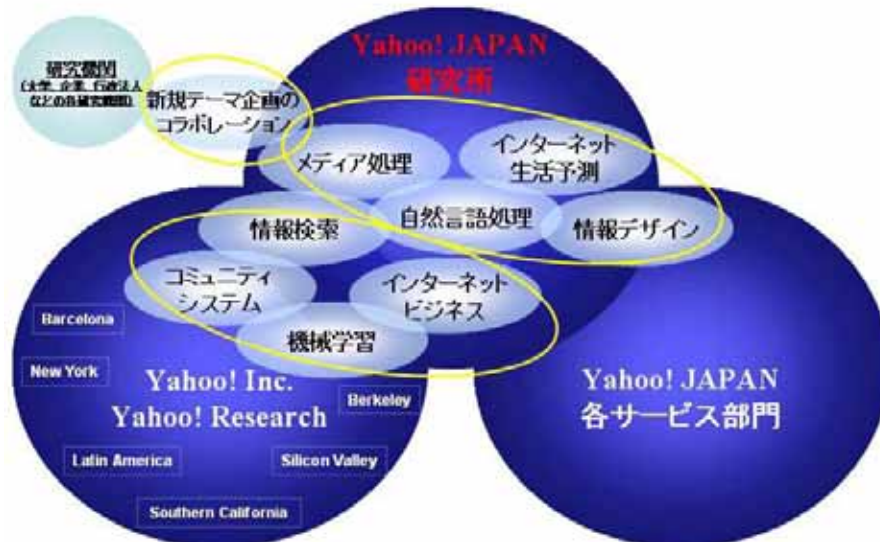 Yahoo! JAPAN
研究所
研究機関
(大学、企業、行政法人
などの各研究機関)
新規テーマ企画の
コラボレーション
メディア処理
インターネット
生活予測
自然言語処理
情報検索
情報デザイン
コミュニティ
システム
インターネット
ビジネス
機械学習
Barcelona
New York
Yahoo! Inc.
Yahoo! Research
Berkeley
Latin America
Silicon Valley
Southern California
Yahoo! JAPAN
各サービス部門